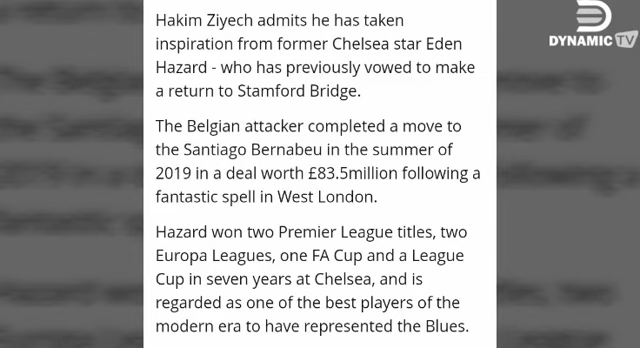 Hakim Ziyech admits he has taken
inspiration from former Chelsea star Eden
Hazard - who has previously vowed to make
a return to Stamford Bridge.
The Belgian attacker completed a move to
the Santiago Bernabeu in the summer of
2019 in a deal worth £83.5million following a
fantastic spell in West London.
Hazard won two Premier League titles, two
Europa Leagues, one FA Cup and a League
Cup in seven years at Chelsea, and is
regarded as one of the best players of the
modern era to have represented the Blues.
DYNAMIC TV